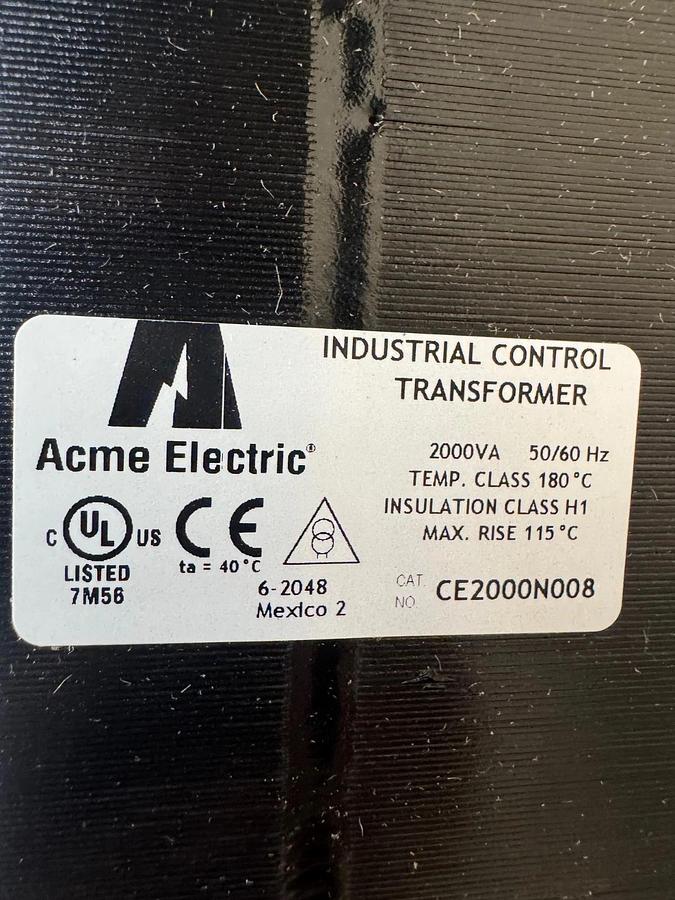 INDUSTRIAL CONTROL
TRANSFORMER
Acme Electric®
2000VA 50/60 Hz
TEMP. CLASS 180°C
INSULATION CLASS H1
MAX. RISE 115°C
C UL US
LISTED
7M56
CE
ta = 40°C
6-2048
Mexico 2
CAT.
NO. CE2000N008